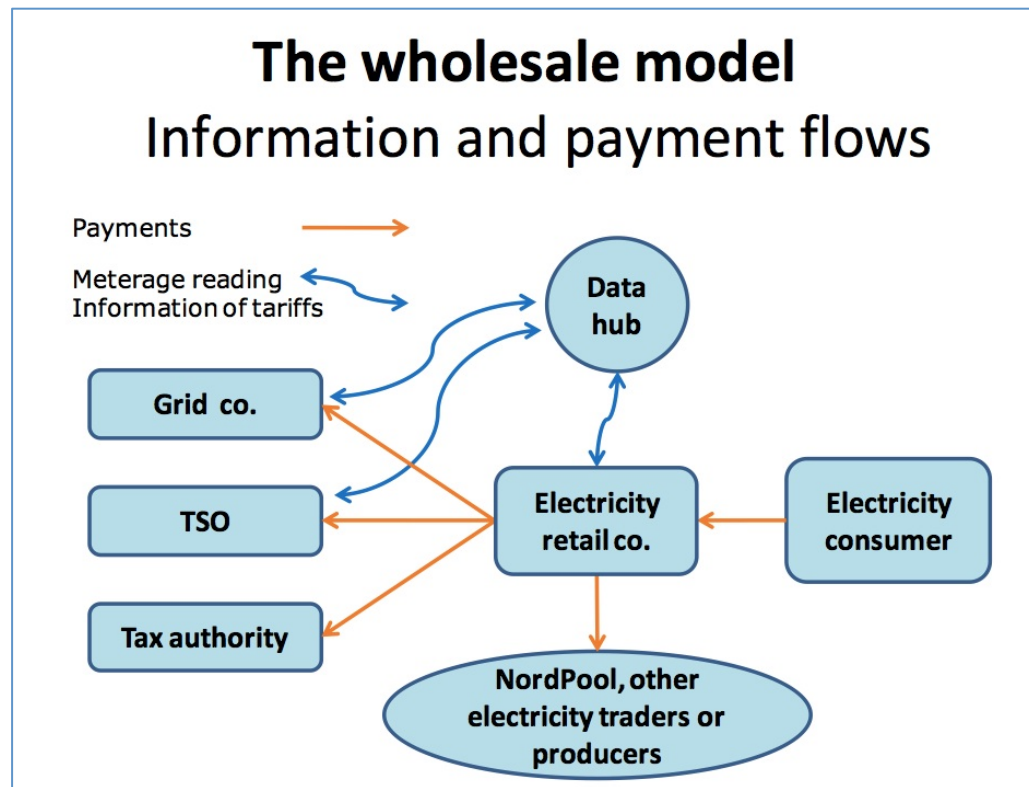 The wholesale model
Information and payment flows
Payments
Meterage reading
Information of tariffs
Data
hub
Grid co.
TSO
Electricity
retail co.
Electricity
consumer
Tax authority
NordPool, other
electricity traders or
producers